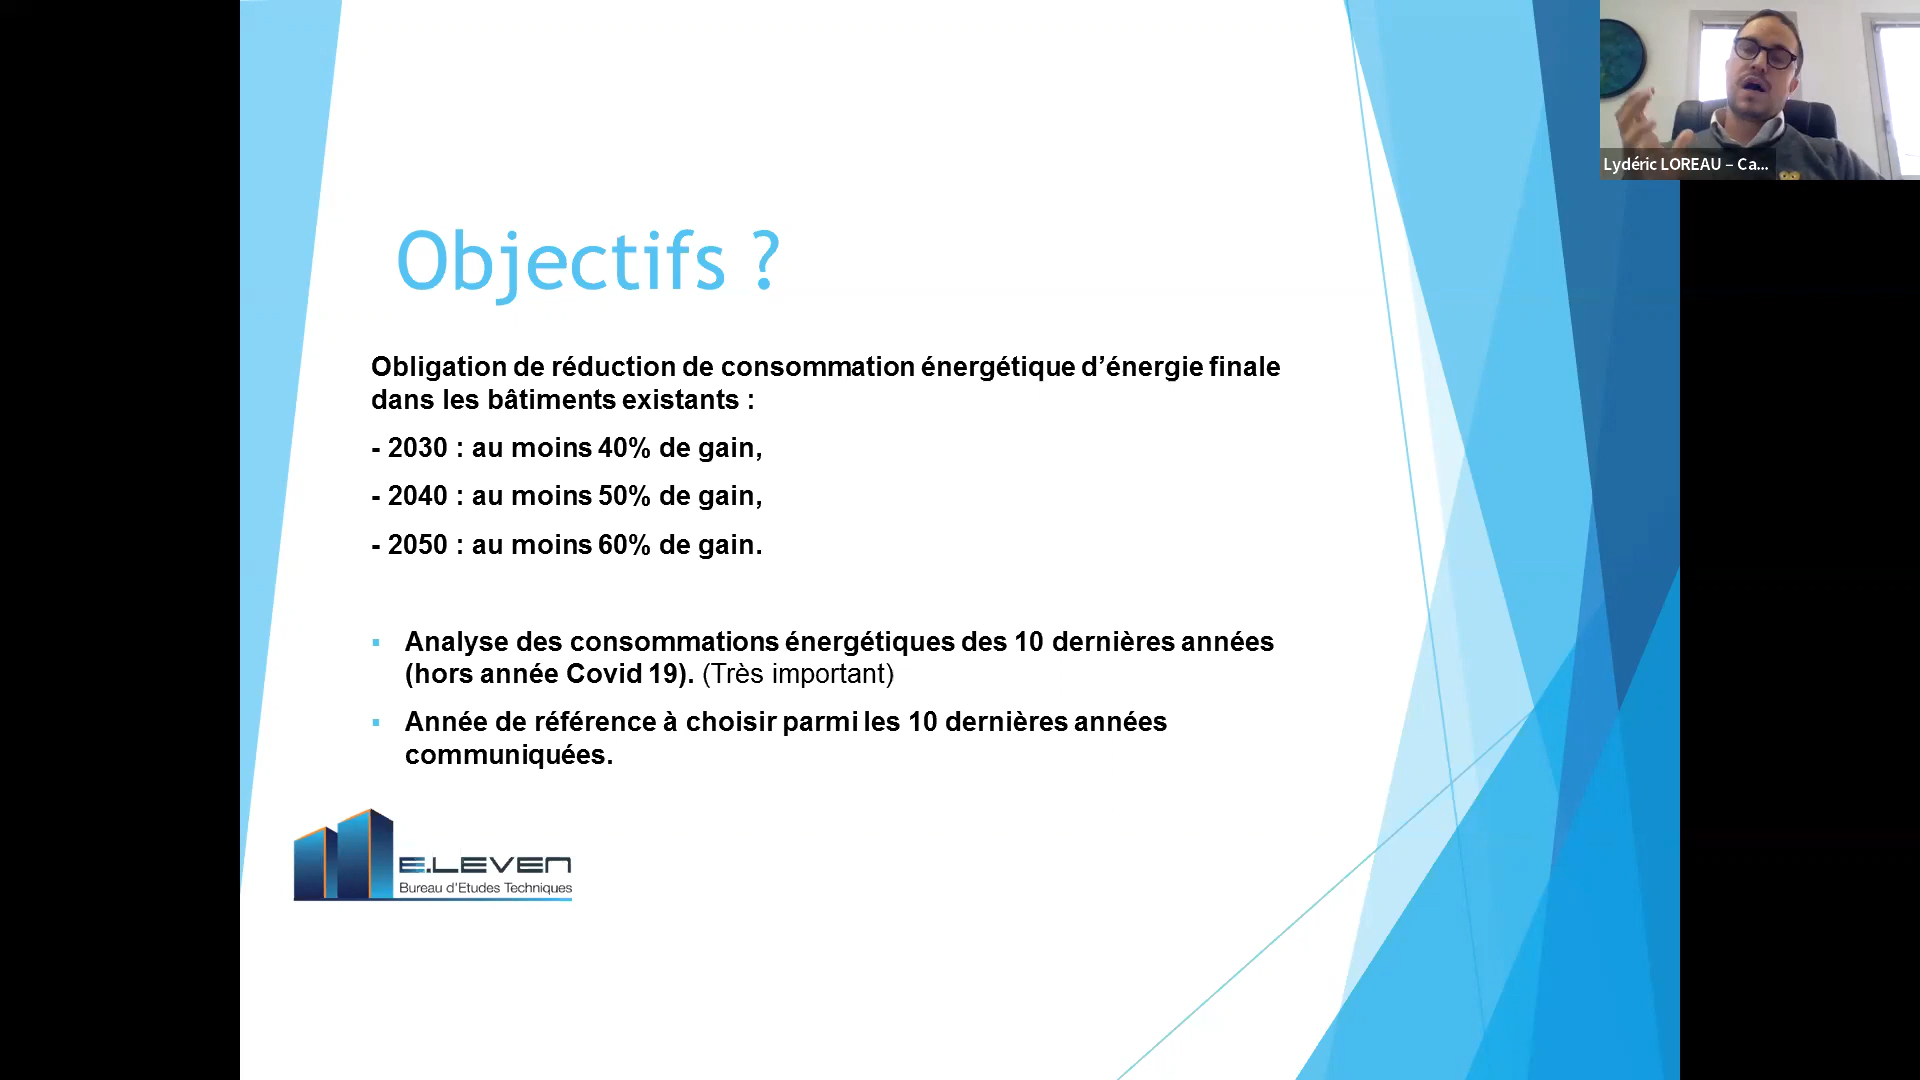 Lydéric LOREAU – Ca...
Objectifs ?
Obligation de réduction de consommation énergétique d’énergie finale
dans les bâtiments existants :
- 2030 : au moins 40% de gain,
- 2040 : au moins 50% de gain,
- 2050 : au moins 60% de gain.
▪ Analyse des consommations énergétiques des 10 dernières années
(hors année Covid 19). (Très important)
▪ Année de référence à choisir parmi les 10 dernières années
communiquées.
E.LEVEN
Bureau d'Etudes Techniques